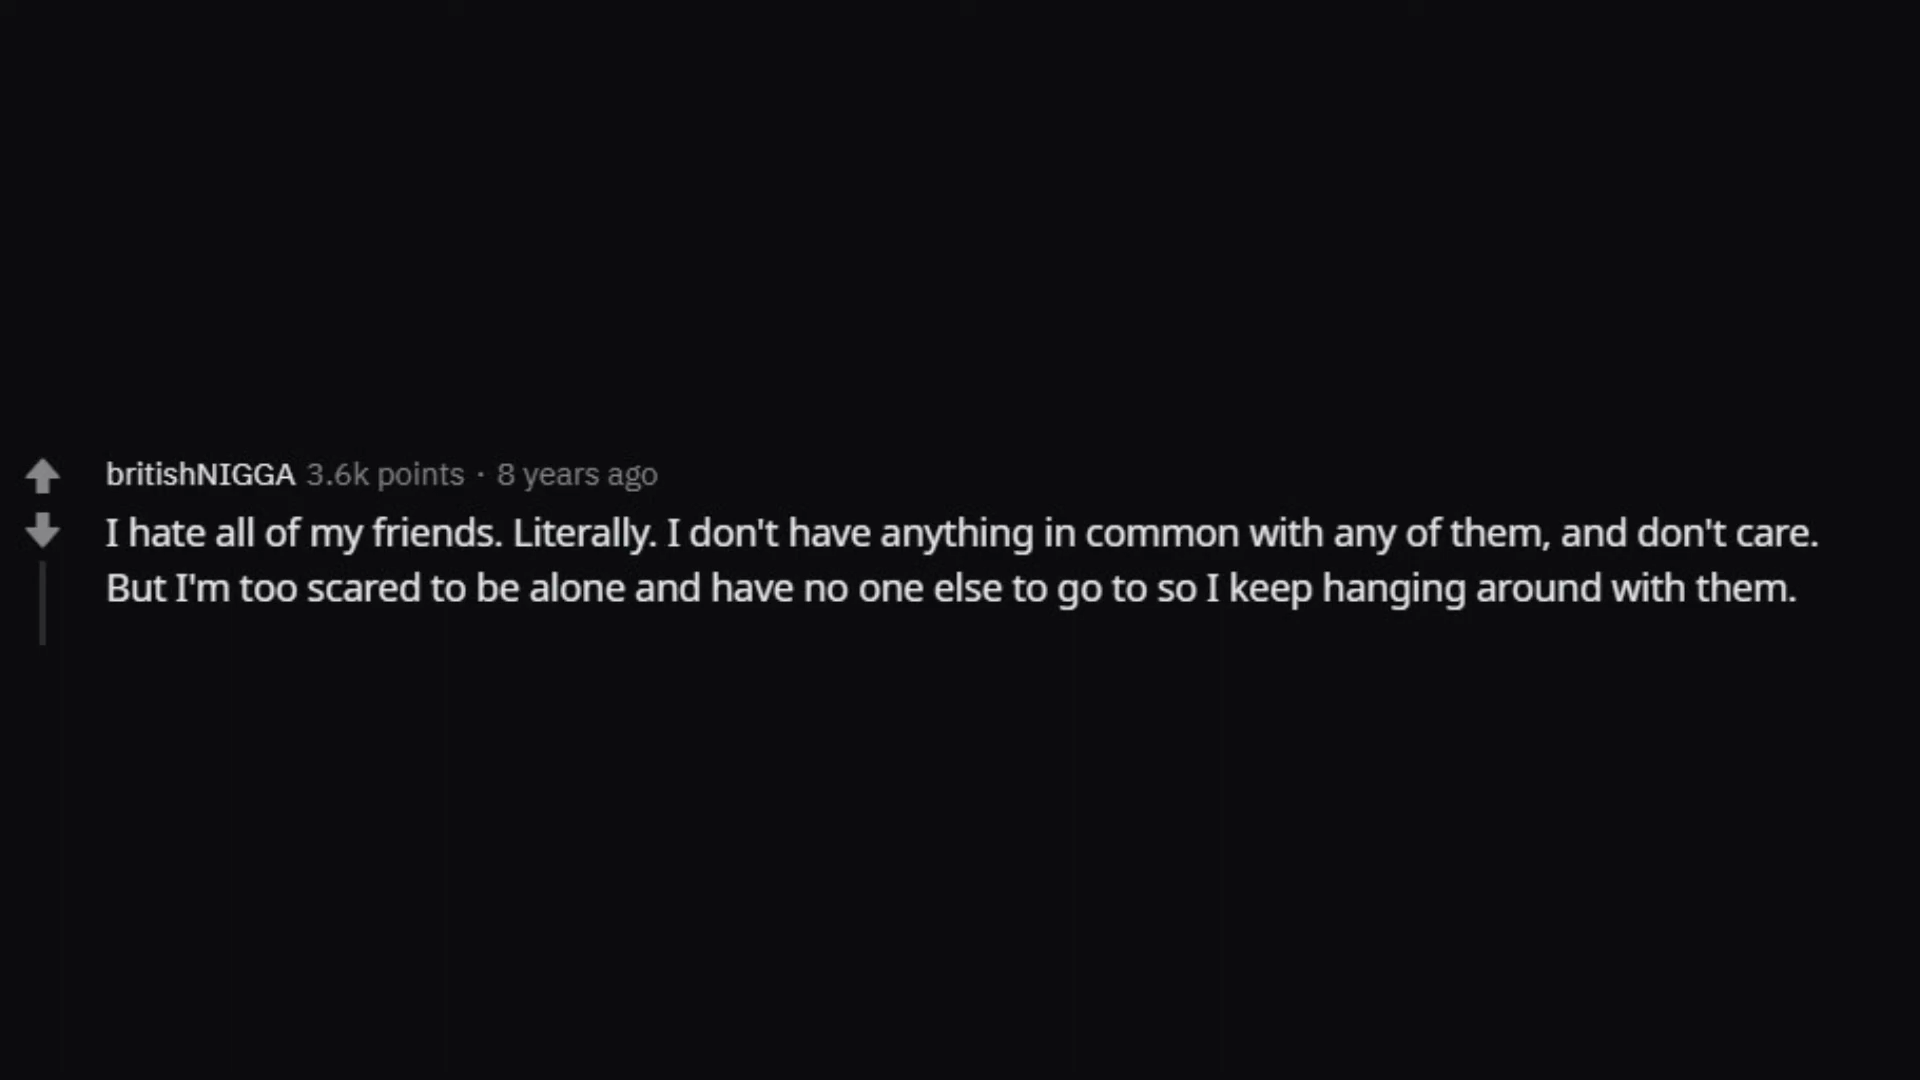 britishNIGGA 3.6k points · 8 years ago
I hate all of my friends. Literally. I don't have anything in common with any of them, and don't care.
But I'm too scared to be alone and have no one else to go to so I keep hanging around with them.